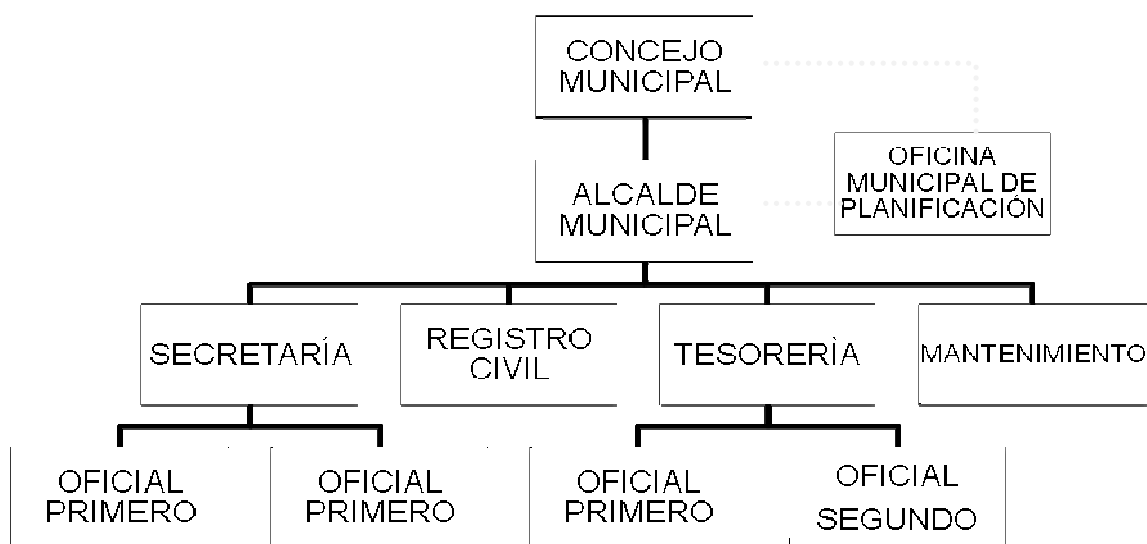 CONCEJO
MUNICIPAL
OFICINA
MUNICIPAL DE
PLANIFICACIÓN
ALCALDE
MUNICIPAL
SECRETARÍA
REGISTRO
CIVIL
TESORERÍA
MANTENIMIENTO
OFICIAL
PRIMERO
OFICIAL
PRIMERO
OFICIAL
PRIMERO
OFICIAL
SEGUNDO